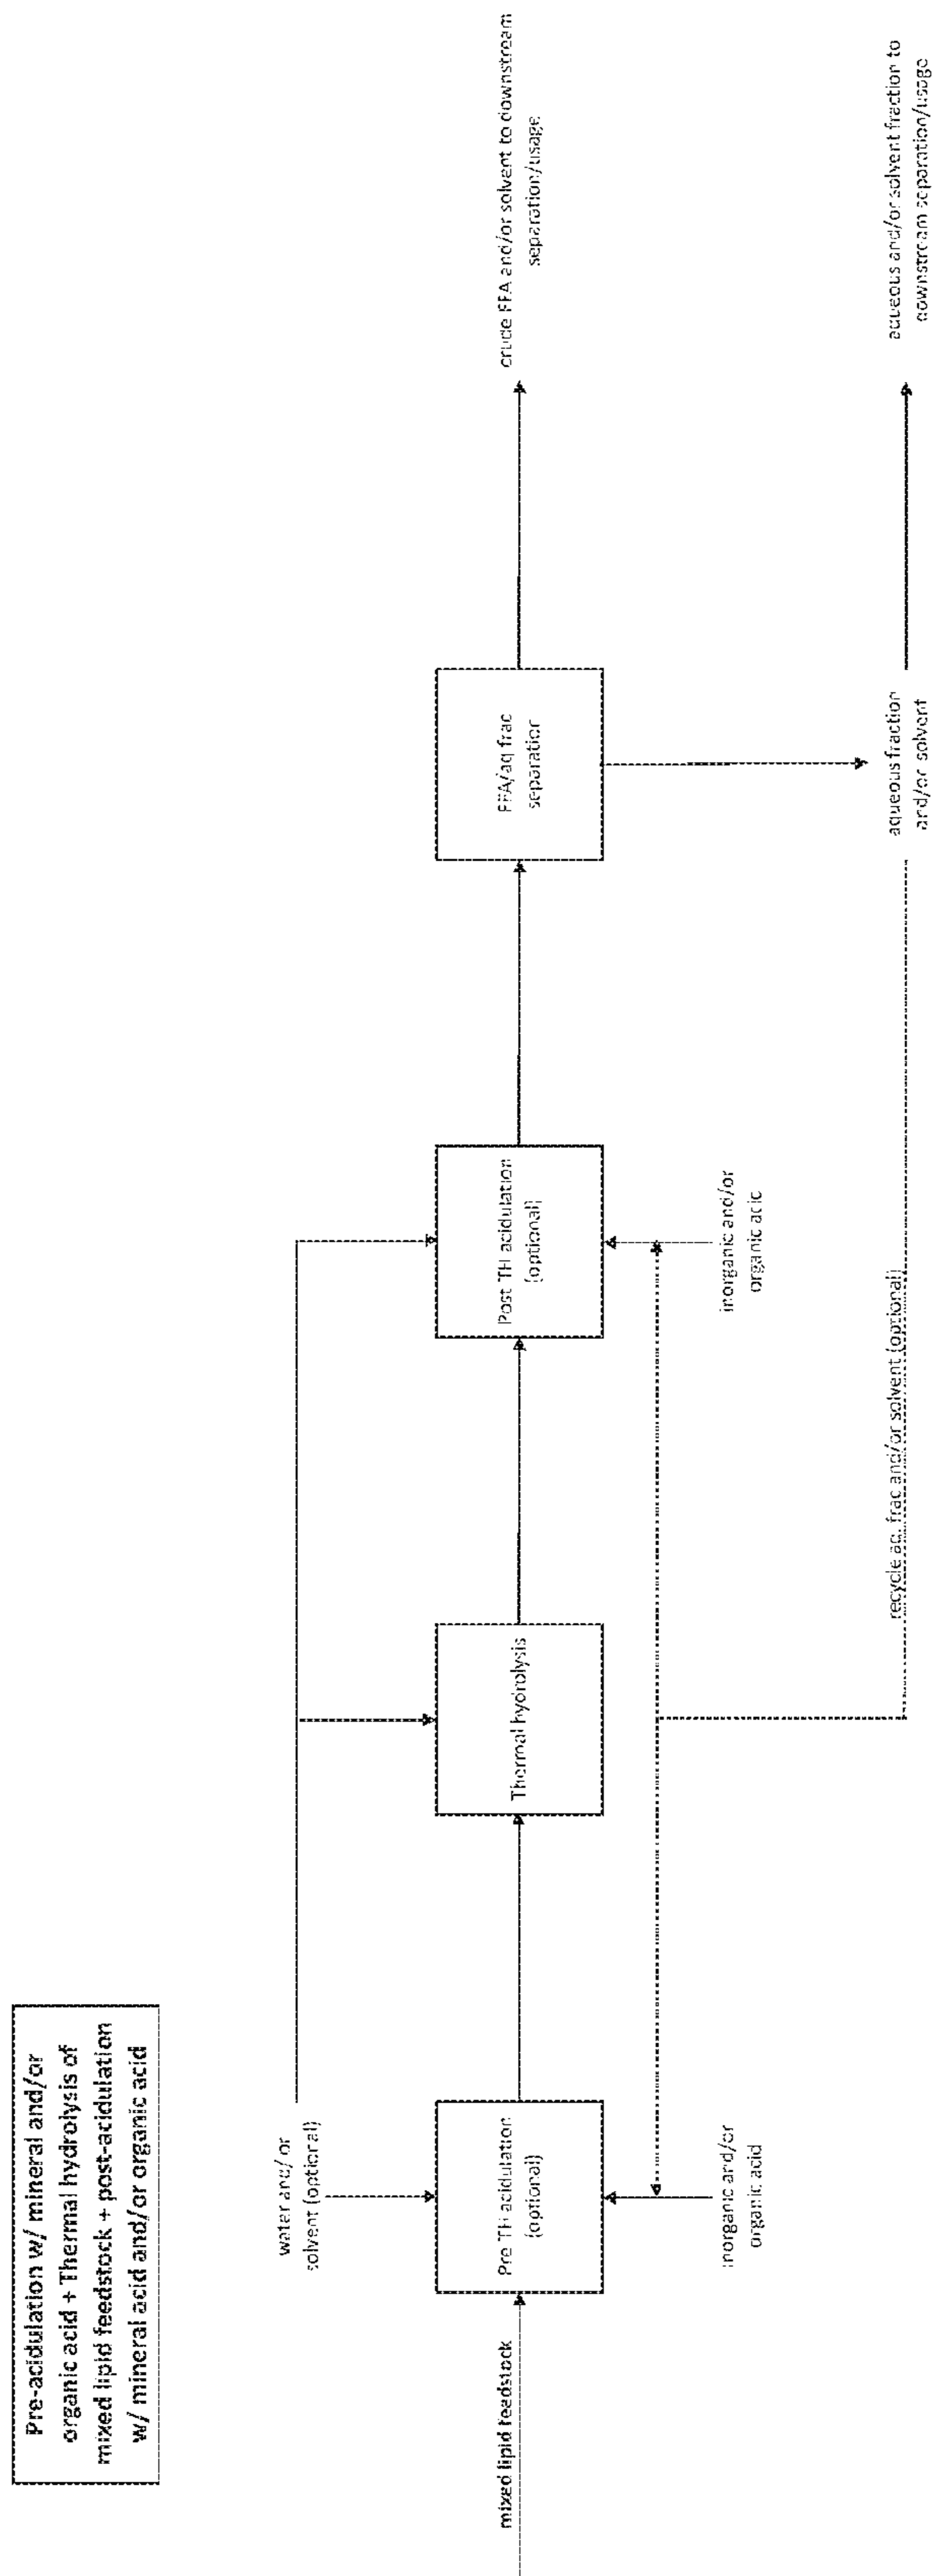 Pre-acidulation w/ mineral and/or
organic acid + Thermal hydrolysis of
mixed lipid feedstock + post-acidulation
w/ mineral acid and/or organic acid
water and/ or
solvent (optional)
mixed lipid feedstock
Pre TH acidulation
(optional)
Thermal hydrolysis
Post TH acidulation
(optional)
FFA/aq frac
separation
crude FFA and/or solvent to downstream
separation/usage
inorganic and/or
organic acid
inorganic and/or
organic acid
recycle aq. frac and/or solvent (optional)
aqueous fraction
and/or solvent
aqueous and/or solvent fraction to
downstream separation/usage